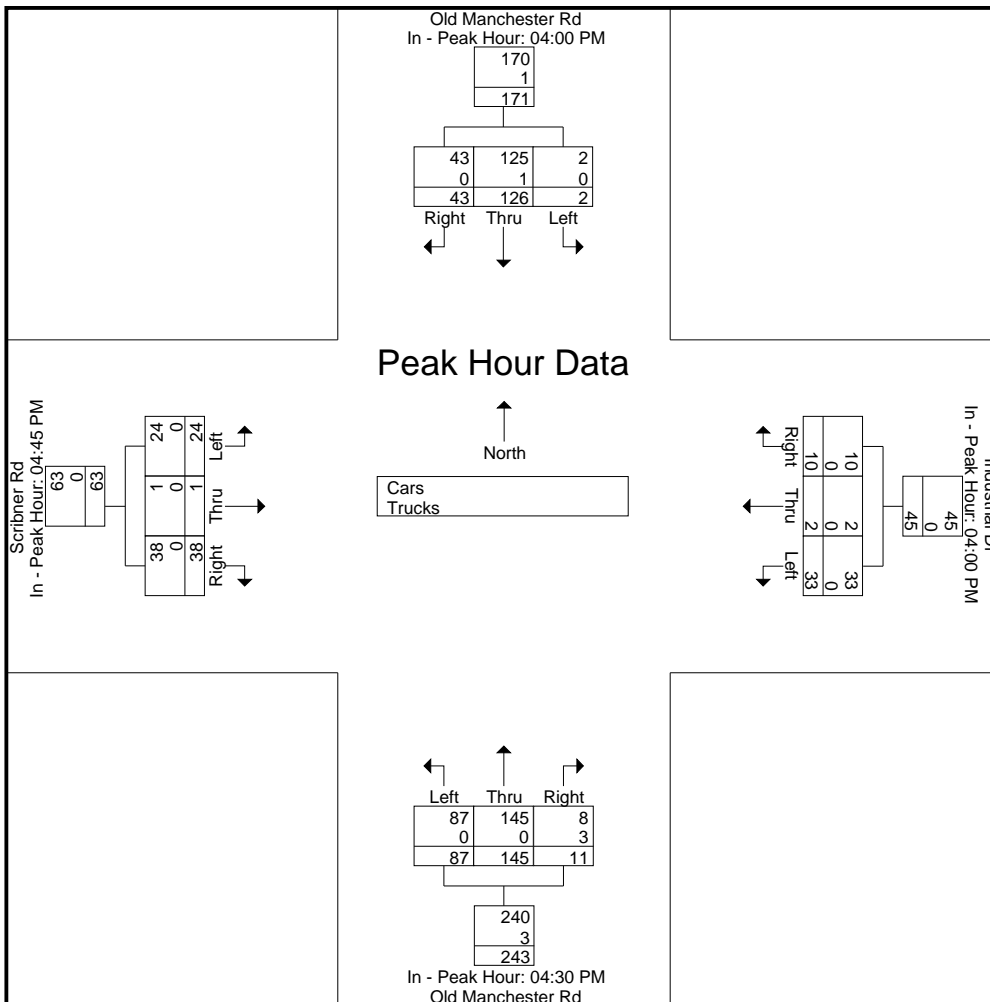 Old Manchester Rd
In - Peak Hour: 04:00 PM
170
1
171
43 125 2
0 1 0
43 126 2
Right Thru Left
Peak Hour Data
North
Cars
Trucks
Scribner Rd
In - Peak Hour: 04:45 PM
63
0
63
24 0 24
1 0 1
38 0 38
Left
Thru
Right
Right
Thru
Left
10 0 10
2 0 2
33 0 33
45
0
45
In - Peak Hour: 04:00 PM
Industrial Dr
Left Thru Right
87 145 8
0 0 3
87 145 11
240
3
243
In - Peak Hour: 04:30 PM
Old Manchester Rd